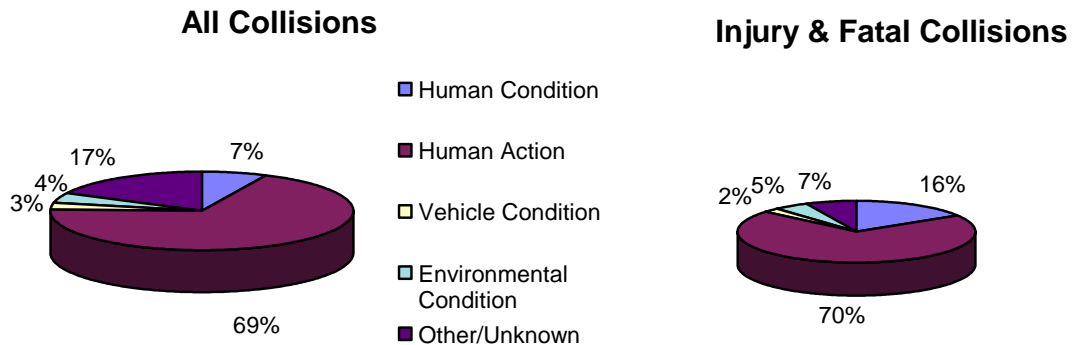 All Collisions
17%
7%
4%
3%
69%
Human Condition
Human Action
Vehicle Condition
Environmental
Condition
Other/Unknown
Injury & Fatal Collisions
2%
5%
7%
16%
70%